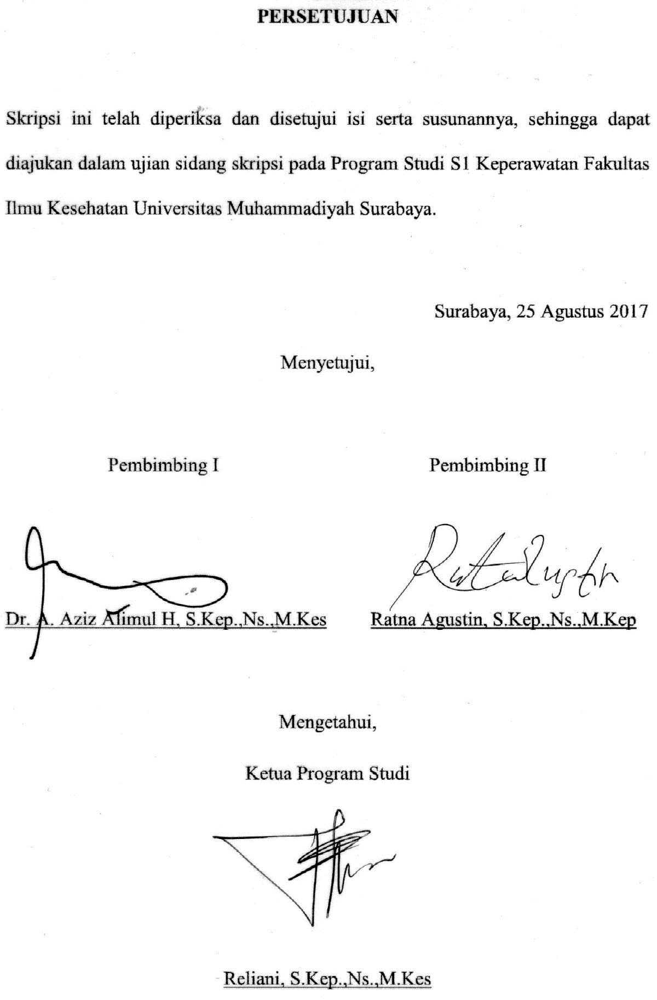 PERSETUJUAN
Skripsi ini telah diperiksa dan disetujui isi serta susunannya, sehingga dapat
diajukan dalam ujian sidang skripsi pada Program Studi S1 Keperawatan Fakultas
Ilmu Kesehatan Universitas Muhammadiyah Surabaya.
Surabaya, 25 Agustus 2017
Menyetujui,
Pembimbing I Pembimbing II
Dr. A. Aziz Alimul H, S.Kep.,Ns.,M.Kes Ratna Agustin, S.Kep.,Ns.,M.Kep
Mengetahui,
Ketua Program Studi
Reliani, S.Kep.,Ns.,M.Kes